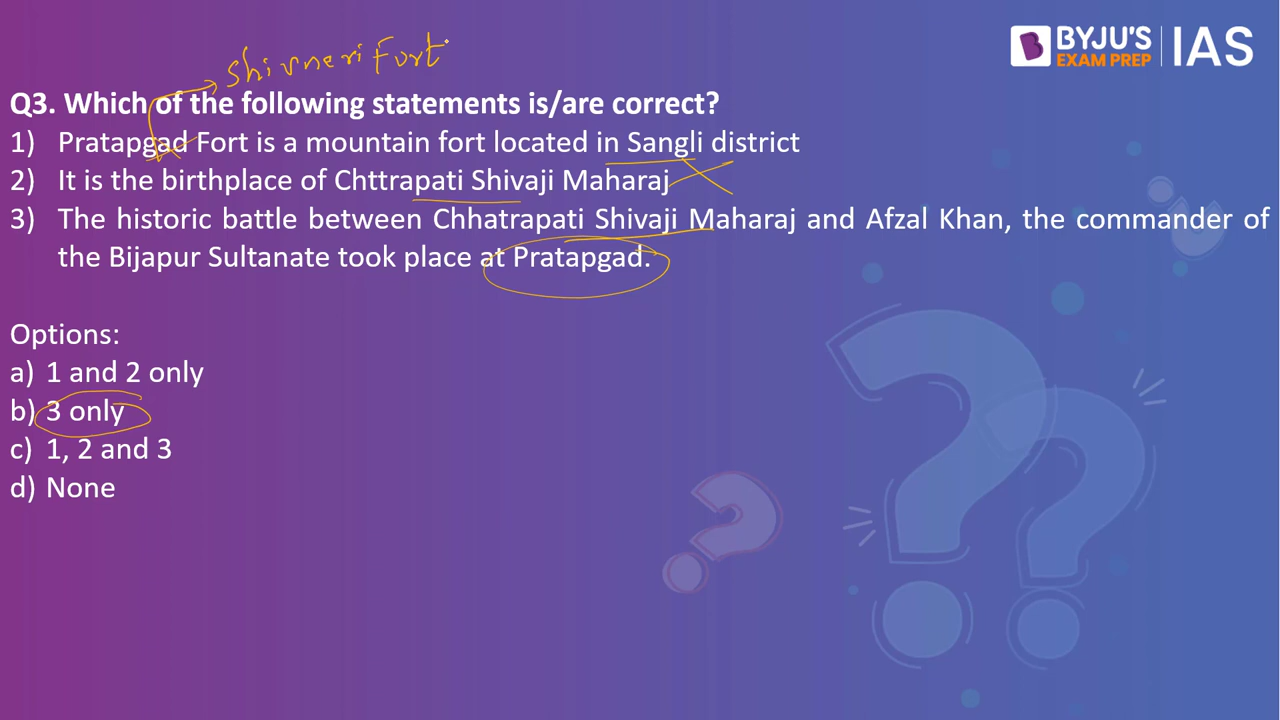 Shivneri Fort
BYJU'S IAS
EXAM PREP
Q3. Which of the following statements is/are correct?
1) Pratapgad Fort is a mountain fort located in Sangli district
2) It is the birthplace of Chttrapati Shivaji Maharaj
3) The historic battle between Chhatrapati Shivaji Maharaj and Afzal Khan, the commander of
the Bijapur Sultanate took place at Pratapgad.
Options:
a) 1 and 2 only
b) 3 only
c) 1, 2 and 3
d) None